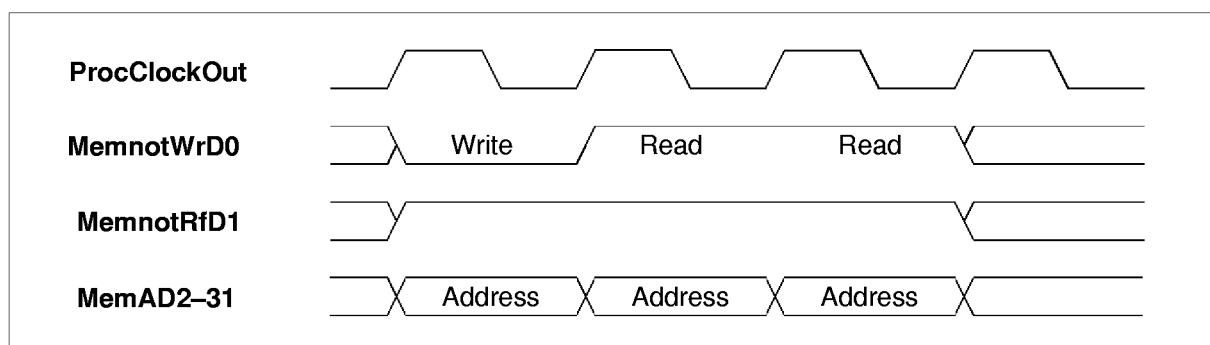 ProcClockOut
MemnotWrD0 Write Read Read
MemnotRfD1
MemAD2–31 Address Address Address